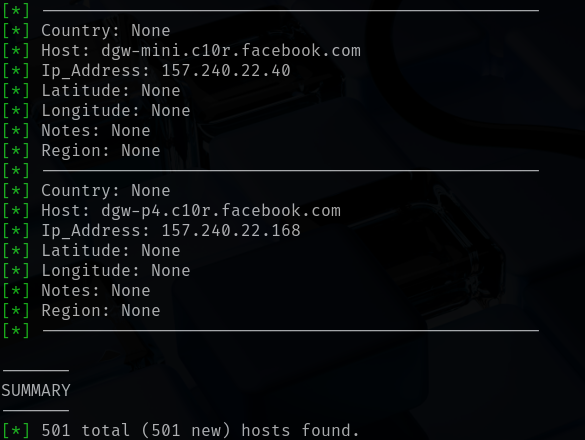 [*] ──────────────────────────────────────────────────
[*] Country: None
[*] Host: dgw-mini.c10r.facebook.com
[*] Ip_Address: 157.240.22.40
[*] Latitude: None
[*] Longitude: None
[*] Notes: None
[*] Region: None
[*] ──────────────────────────────────────────────────
[*] Country: None
[*] Host: dgw-p4.c10r.facebook.com
[*] Ip_Address: 157.240.22.168
[*] Latitude: None
[*] Longitude: None
[*] Notes: None
[*] Region: None
[*] ──────────────────────────────────────────────────
───────
SUMMARY
───────
[*] 501 total (501 new) hosts found.